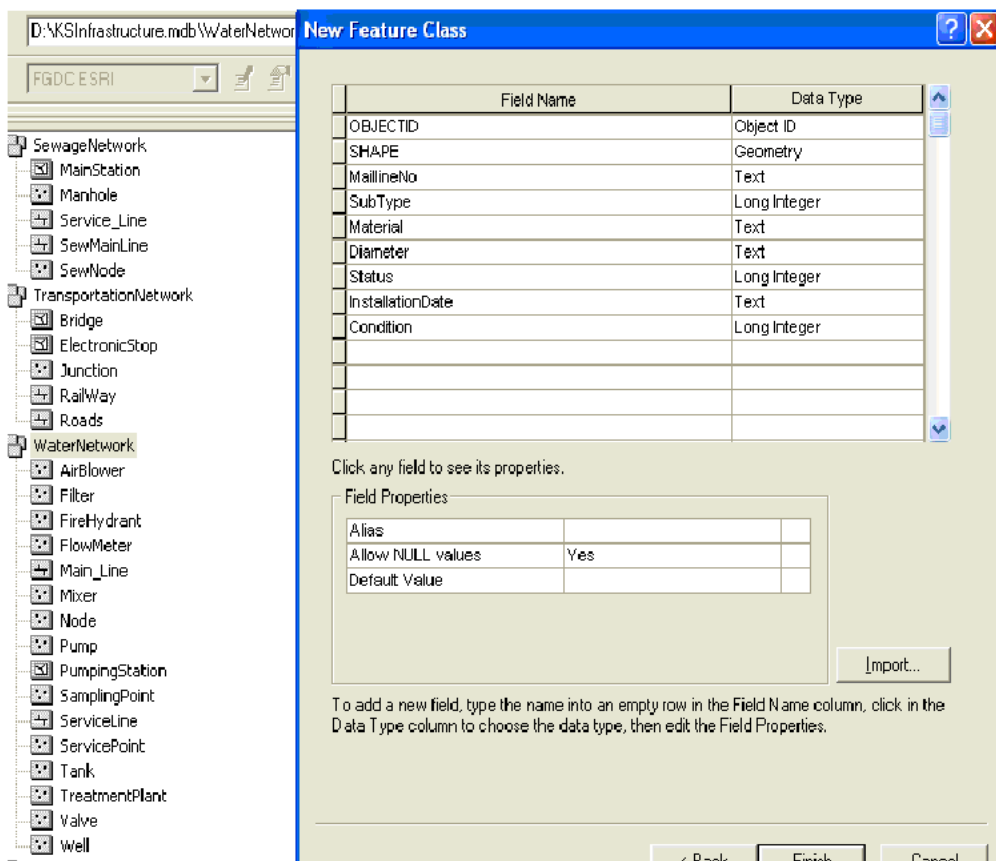 D:\KSInfrastructure.mdb\WaterNetwor
FGDC ESRI
SewageNetwork
MainStation
Manhole
Service_Line
SewMainLine
SewNode
TransportationNetwork
Bridge
ElectronicStop
Junction
RailWay
Roads
WaterNetwork
AirBlower
Filter
FireHydrant
FlowMeter
Main_Line
Mixer
Node
Pump
PumpingStation
SamplingPoint
ServiceLine
ServicePoint
Tank
TreatmentPlant
Valve
Well
New Feature Class
Field Name Data Type
OBJECTID Object ID
SHAPE Geometry
MaillineNo Text
SubType Long Integer
Material Text
Diameter Text
Status Long Integer
InstallationDate Text
Condition Long Integer
Click any field to see its properties.
Field Properties
Alias
Allow NULL values Yes
Default Value
Import...
To add a new field, type the name into an empty row in the Field Name column, click in the
Data Type column to choose the data type, then edit the Field Properties.
< Back Finish Cancel